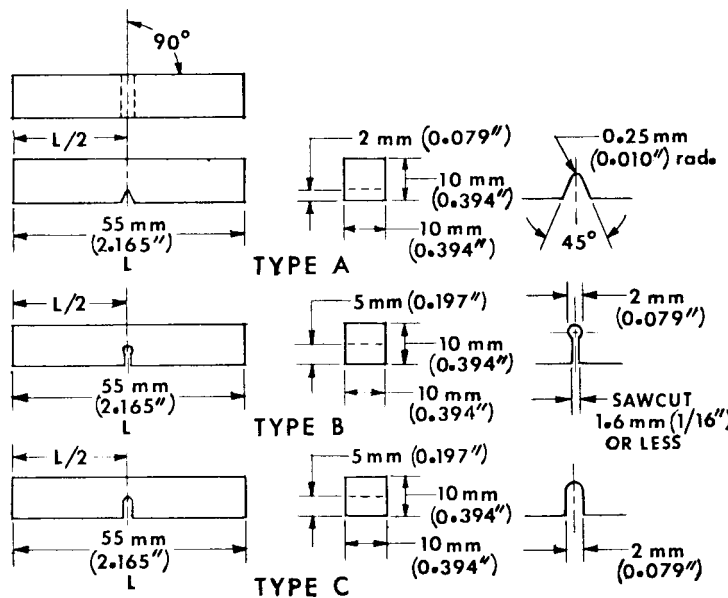 90°
L/2
2 mm (0.079")
0.25 mm
(0.010") rad.
10 mm
(0.394")
55 mm
(2.165")
L
10 mm
(0.394")
45°
TYPE A
L/2
5 mm (0.197")
2 mm
(0.079")
10 mm
(0.394")
55 mm
(2.165")
L
10 mm
(0.394")
SAWCUT
1.6 mm (1/16")
OR LESS
TYPE B
L/2
5 mm (0.197")
10 mm
(0.394")
55 mm
(2.165")
L
10 mm
(0.394")
2 mm
(0.079")
TYPE C